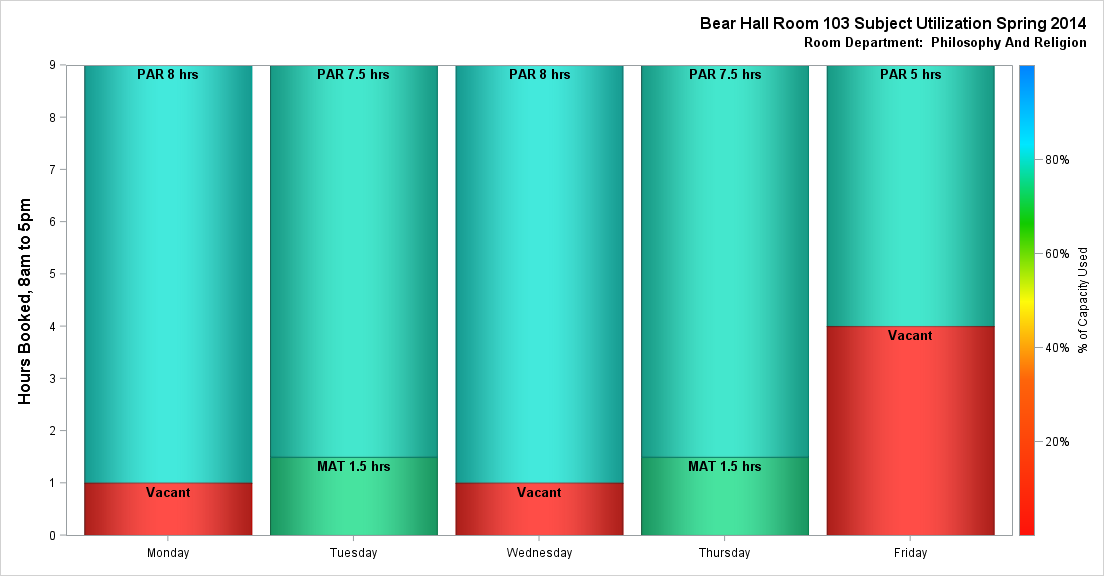 Bear Hall Room 103 Subject Utilization Spring 2014
Room Department:  Philosophy And Religion
Hours Booked, 8am to 5pm
9
8
7
6
5
4
3
2
1
0
PAR 8 hrs
Vacant
PAR 7.5 hrs
MAT 1.5 hrs
PAR 8 hrs
Vacant
PAR 7.5 hrs
MAT 1.5 hrs
PAR 5 hrs
Vacant
Monday
Tuesday
Wednesday
Thursday
Friday
80%
60%
40%
20%
% of Capacity Used